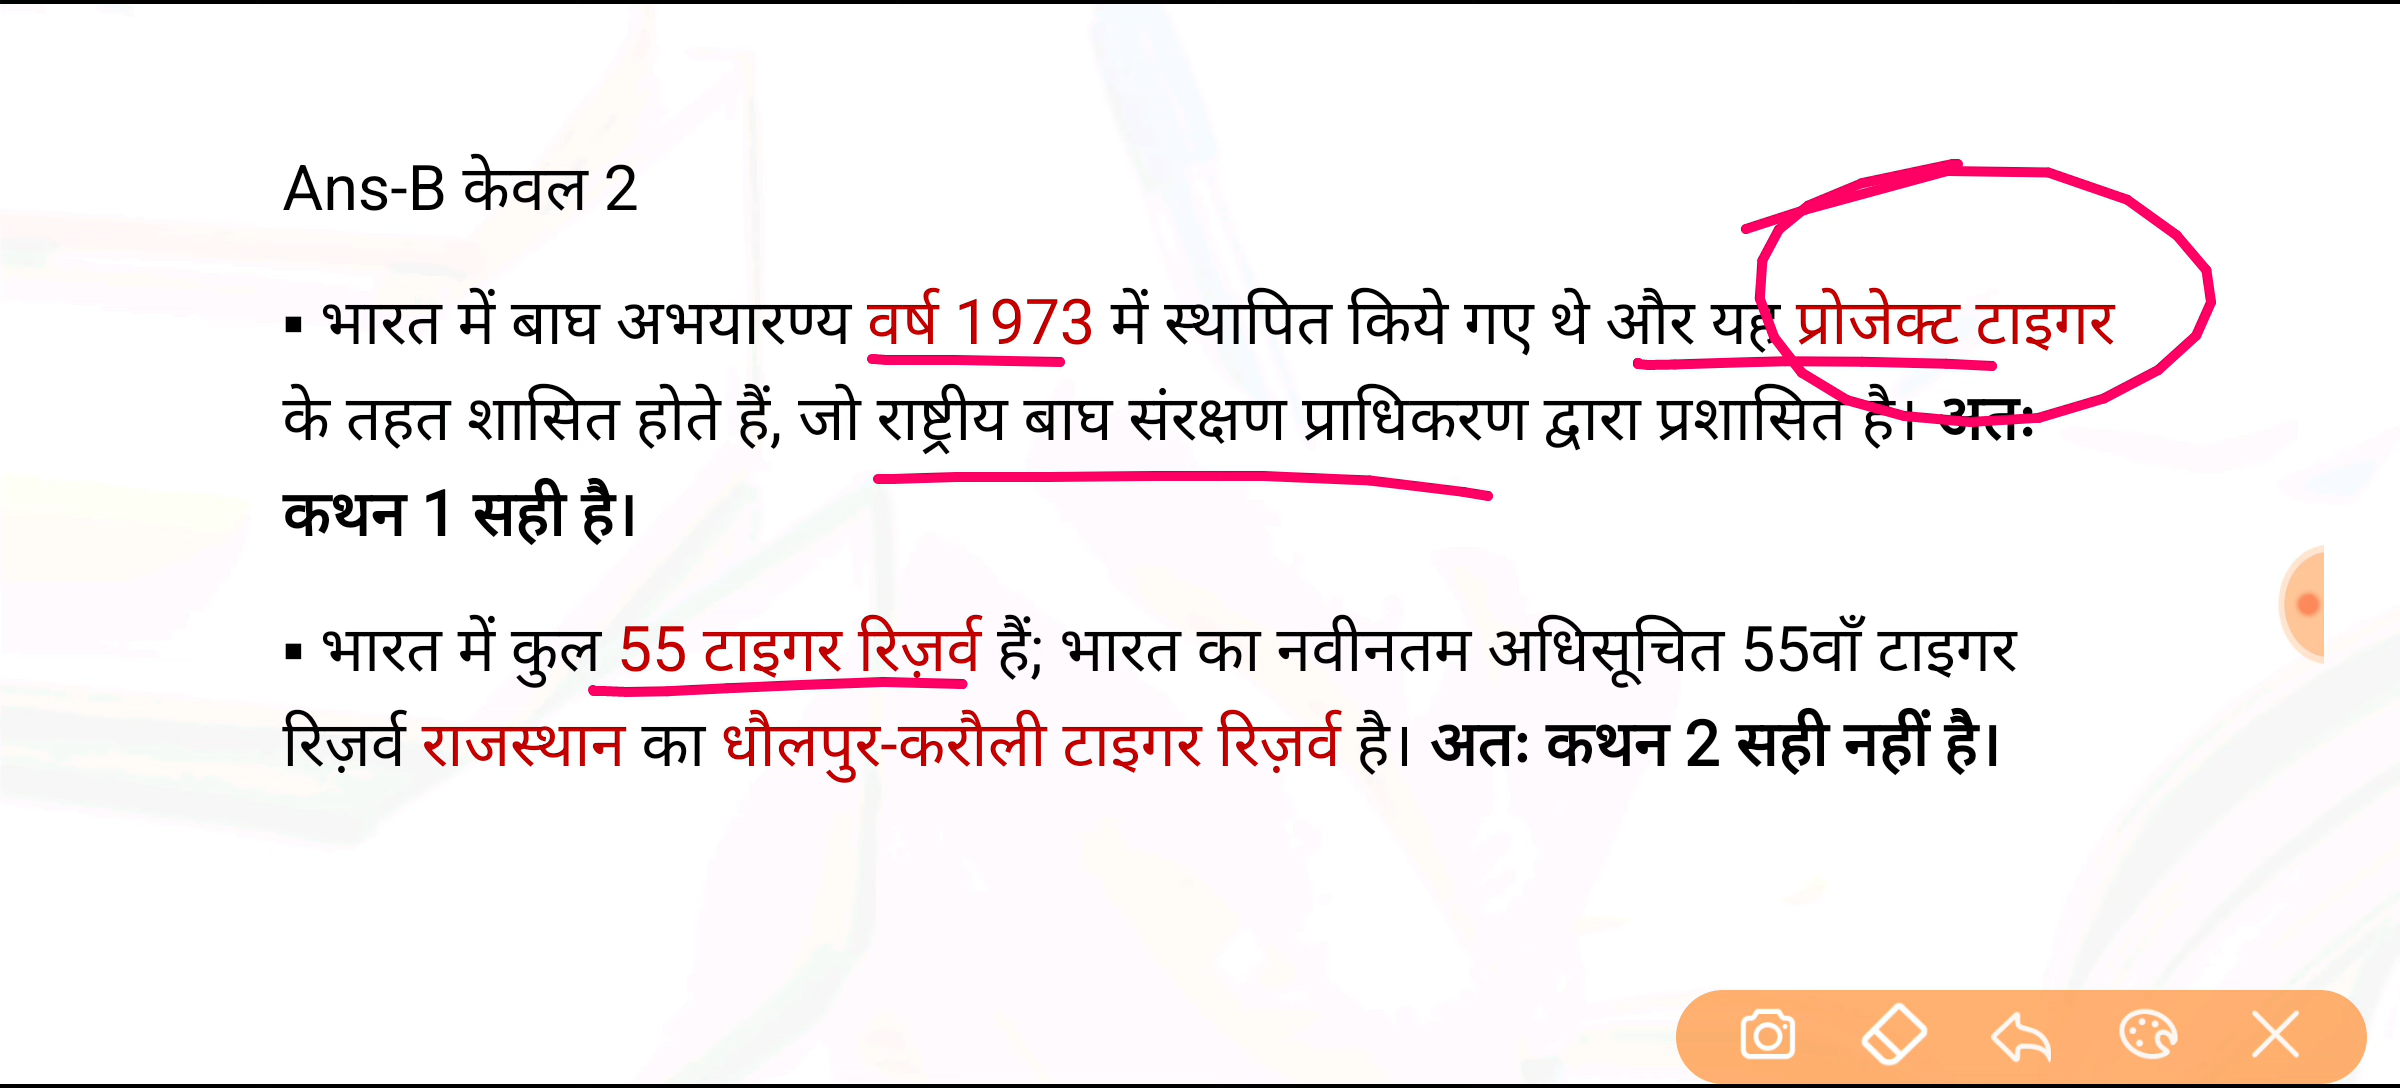 Ans-B केवल 2
▪ भारत में बाघ अभयारण्य वर्ष 1973 में स्थापित किये गए थे और यह प्रोजेक्ट टाइगर
के तहत शासित होते हैं, जो राष्ट्रीय बाघ संरक्षण प्राधिकरण द्वारा प्रशासित है। अतः
कथन 1 सही है।
▪ भारत में कुल 55 टाइगर रिज़र्व हैं; भारत का नवीनतम अधिसूचित 55वाँ टाइगर
रिज़र्व राजस्थान का धौलपुर-करौली टाइगर रिज़र्व है। अतः कथन 2 सही नहीं है।